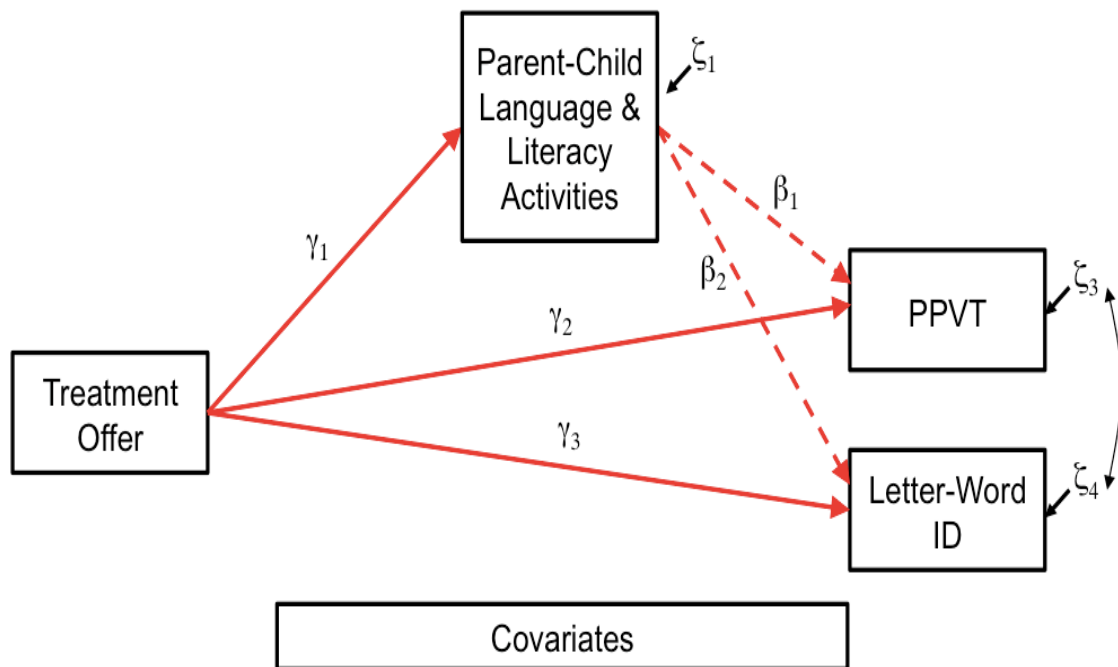 Parent-Child
Language &
Literacy
Activities
ζ1
γ1
β1
β2
γ2
PPVT
ζ3
Treatment
Offer
γ3
Letter-Word
ID
ζ4
Covariates